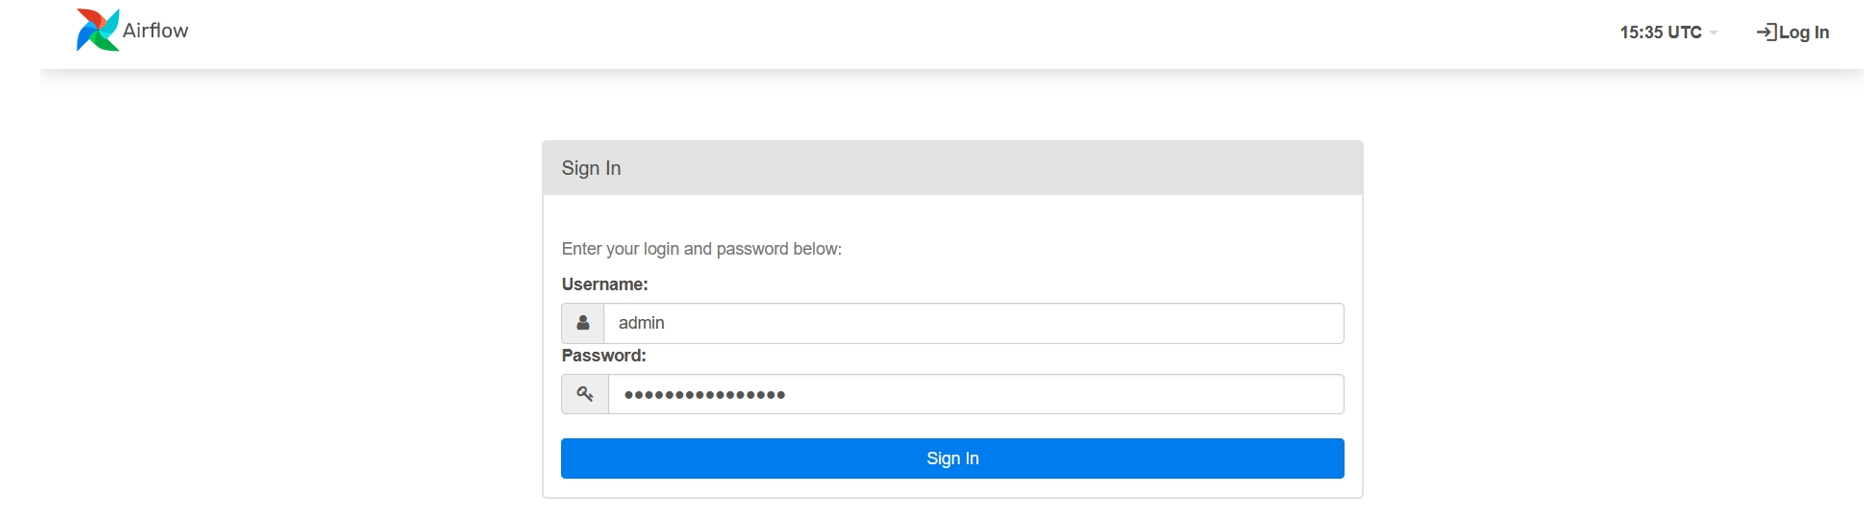 Airflow
15:35 UTC
Log In
Sign In
Enter your login and password below:
Username:
admin
Password:
••••••••••••••••
Sign In